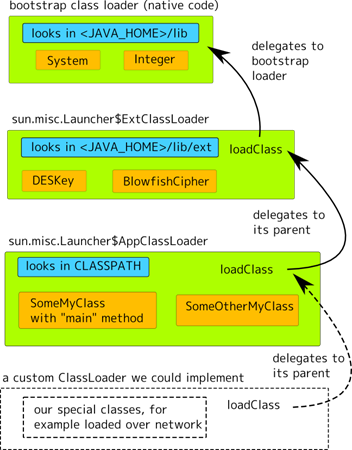 bootstrap class loader (native code)
looks in <JAVA_HOME>/lib
System
Integer
delegates to
bootstrap
loader
sun.misc.Launcher$ExtClassLoader
looks in <JAVA_HOME>/lib/ext
loadClass
DESKey
BlowfishCipher
delegates to
its parent
sun.misc.Launcher$AppClassLoader
looks in CLASSPATH
loadClass
SomeMyClass
with "main" method
SomeOtherMyClass
delegates to
its parent
a custom ClassLoader we could implement
our special classes, for
example loaded over network
loadClass